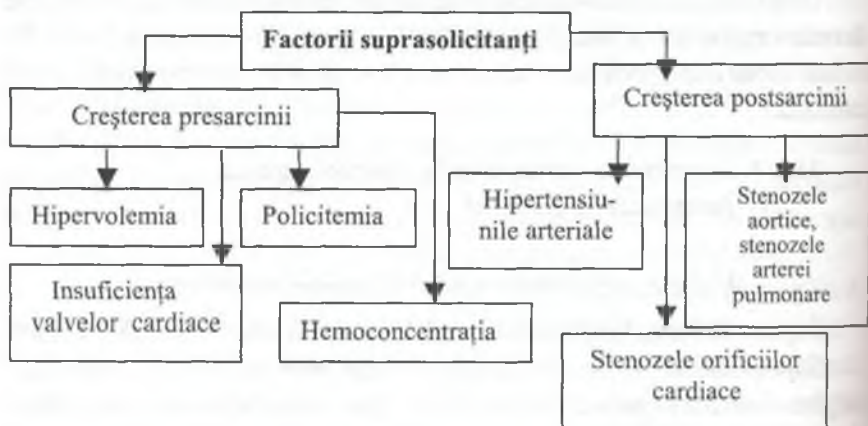 Factorii suprasolicitanți
Creșterea presarcinii
Creșterea postsarcinii
Hipervolemia
Policitemia
Insuficiența
valvelor cardiace
Hemoconcentrația
Hipertensiu-
nile arteriale
Stenozele
aortice,
stenozele
arterei
pulmonare
Stenozele orificiilor
cardiace